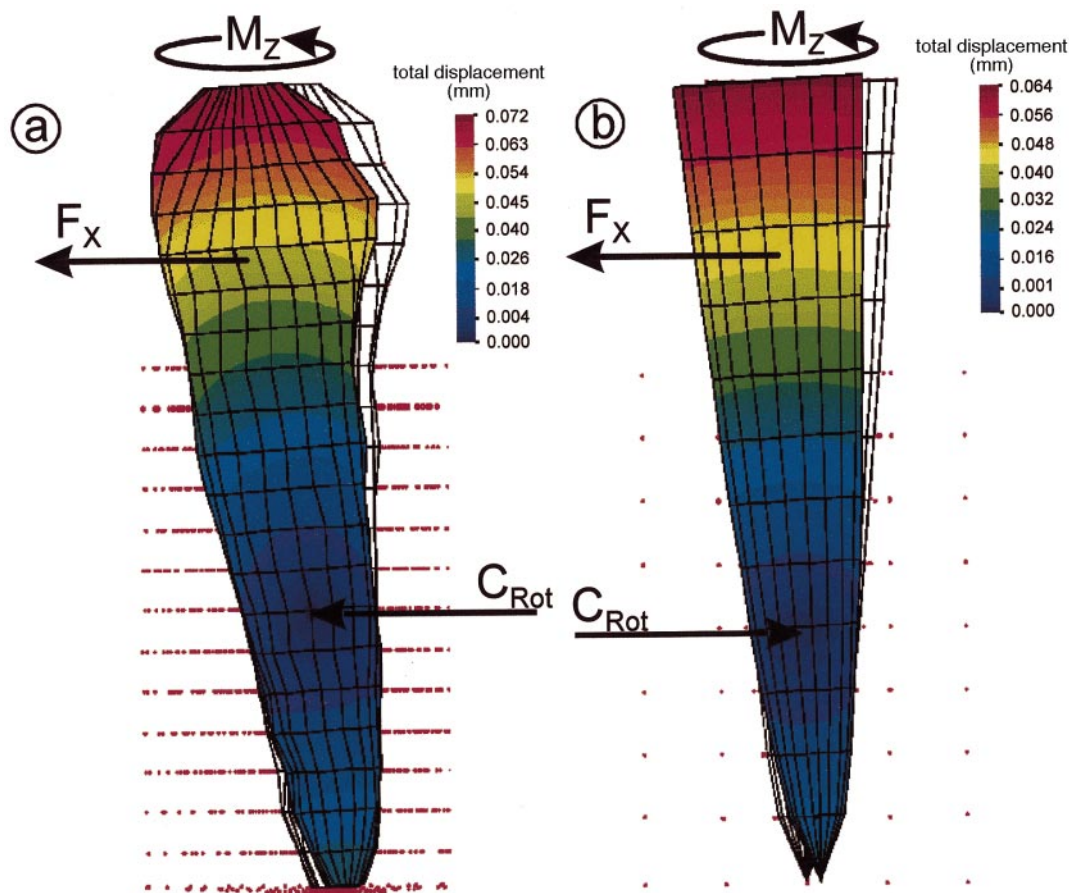 a
M_z
total displacement
(mm)
0.072
0.063
0.054
0.045
0.040
0.026
0.018
0.004
0.000
F_x
C_Rot
b
M_z
total displacement
(mm)
0.064
0.056
0.048
0.040
0.032
0.024
0.016
0.001
0.000
F_x
C_Rot